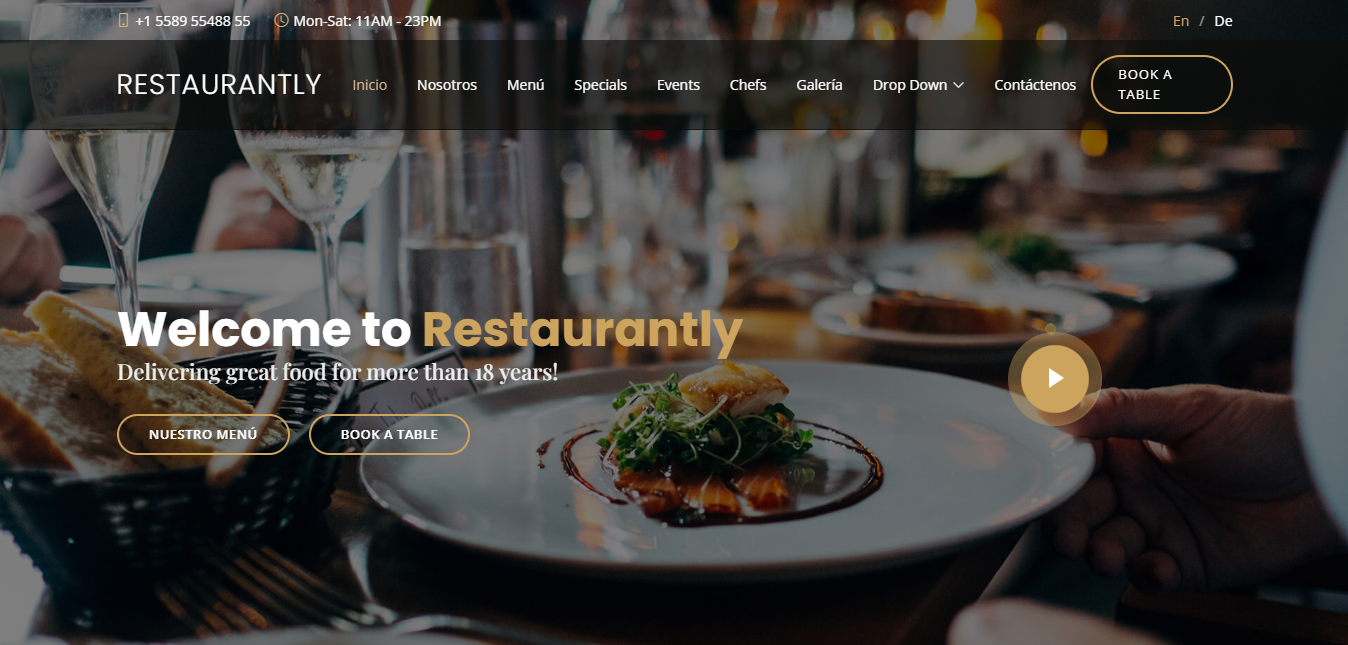 +1 5589 55488 55 Mon-Sat: 11AM - 23PM En / De
RESTAURANTLY Inicio Nosotros Menú Specials Events Chefs Galería Drop Down Contáctenos BOOK A
TABLE
Welcome to Restaurantly
Delivering great food for more than 18 years!
NUESTRO MENÚ BOOK A TABLE